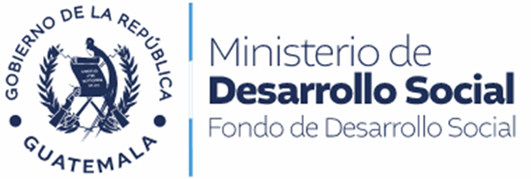 GOBIERNO DE LA REPÚBLICA
GUATEMALA
Ministerio de
Desarrollo Social
Fondo de Desarrollo Social